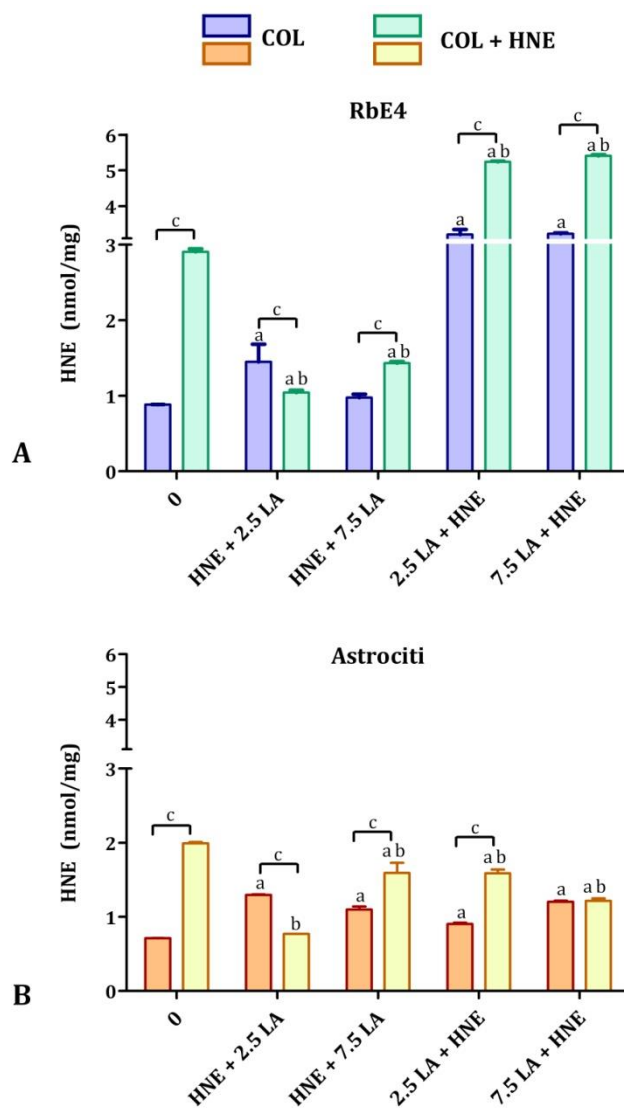 COL
COL + HNE
RbE4
HNE (nmol/mg)
6
5
4
3
2
1
0
c
c
a
a b
c
a b
c
a
a b
c
a
a b
A
0
HNE + 2.5 LA
HNE + 7.5 LA
2.5 LA + HNE
7.5 LA + HNE
Astrociti
HNE (nmol/mg)
6
5
4
3
2
1
0
c
c
a
b
c
a
a b
c
a
a b
a
a b
B
0
HNE + 2.5 LA
HNE + 7.5 LA
2.5 LA + HNE
7.5 LA + HNE